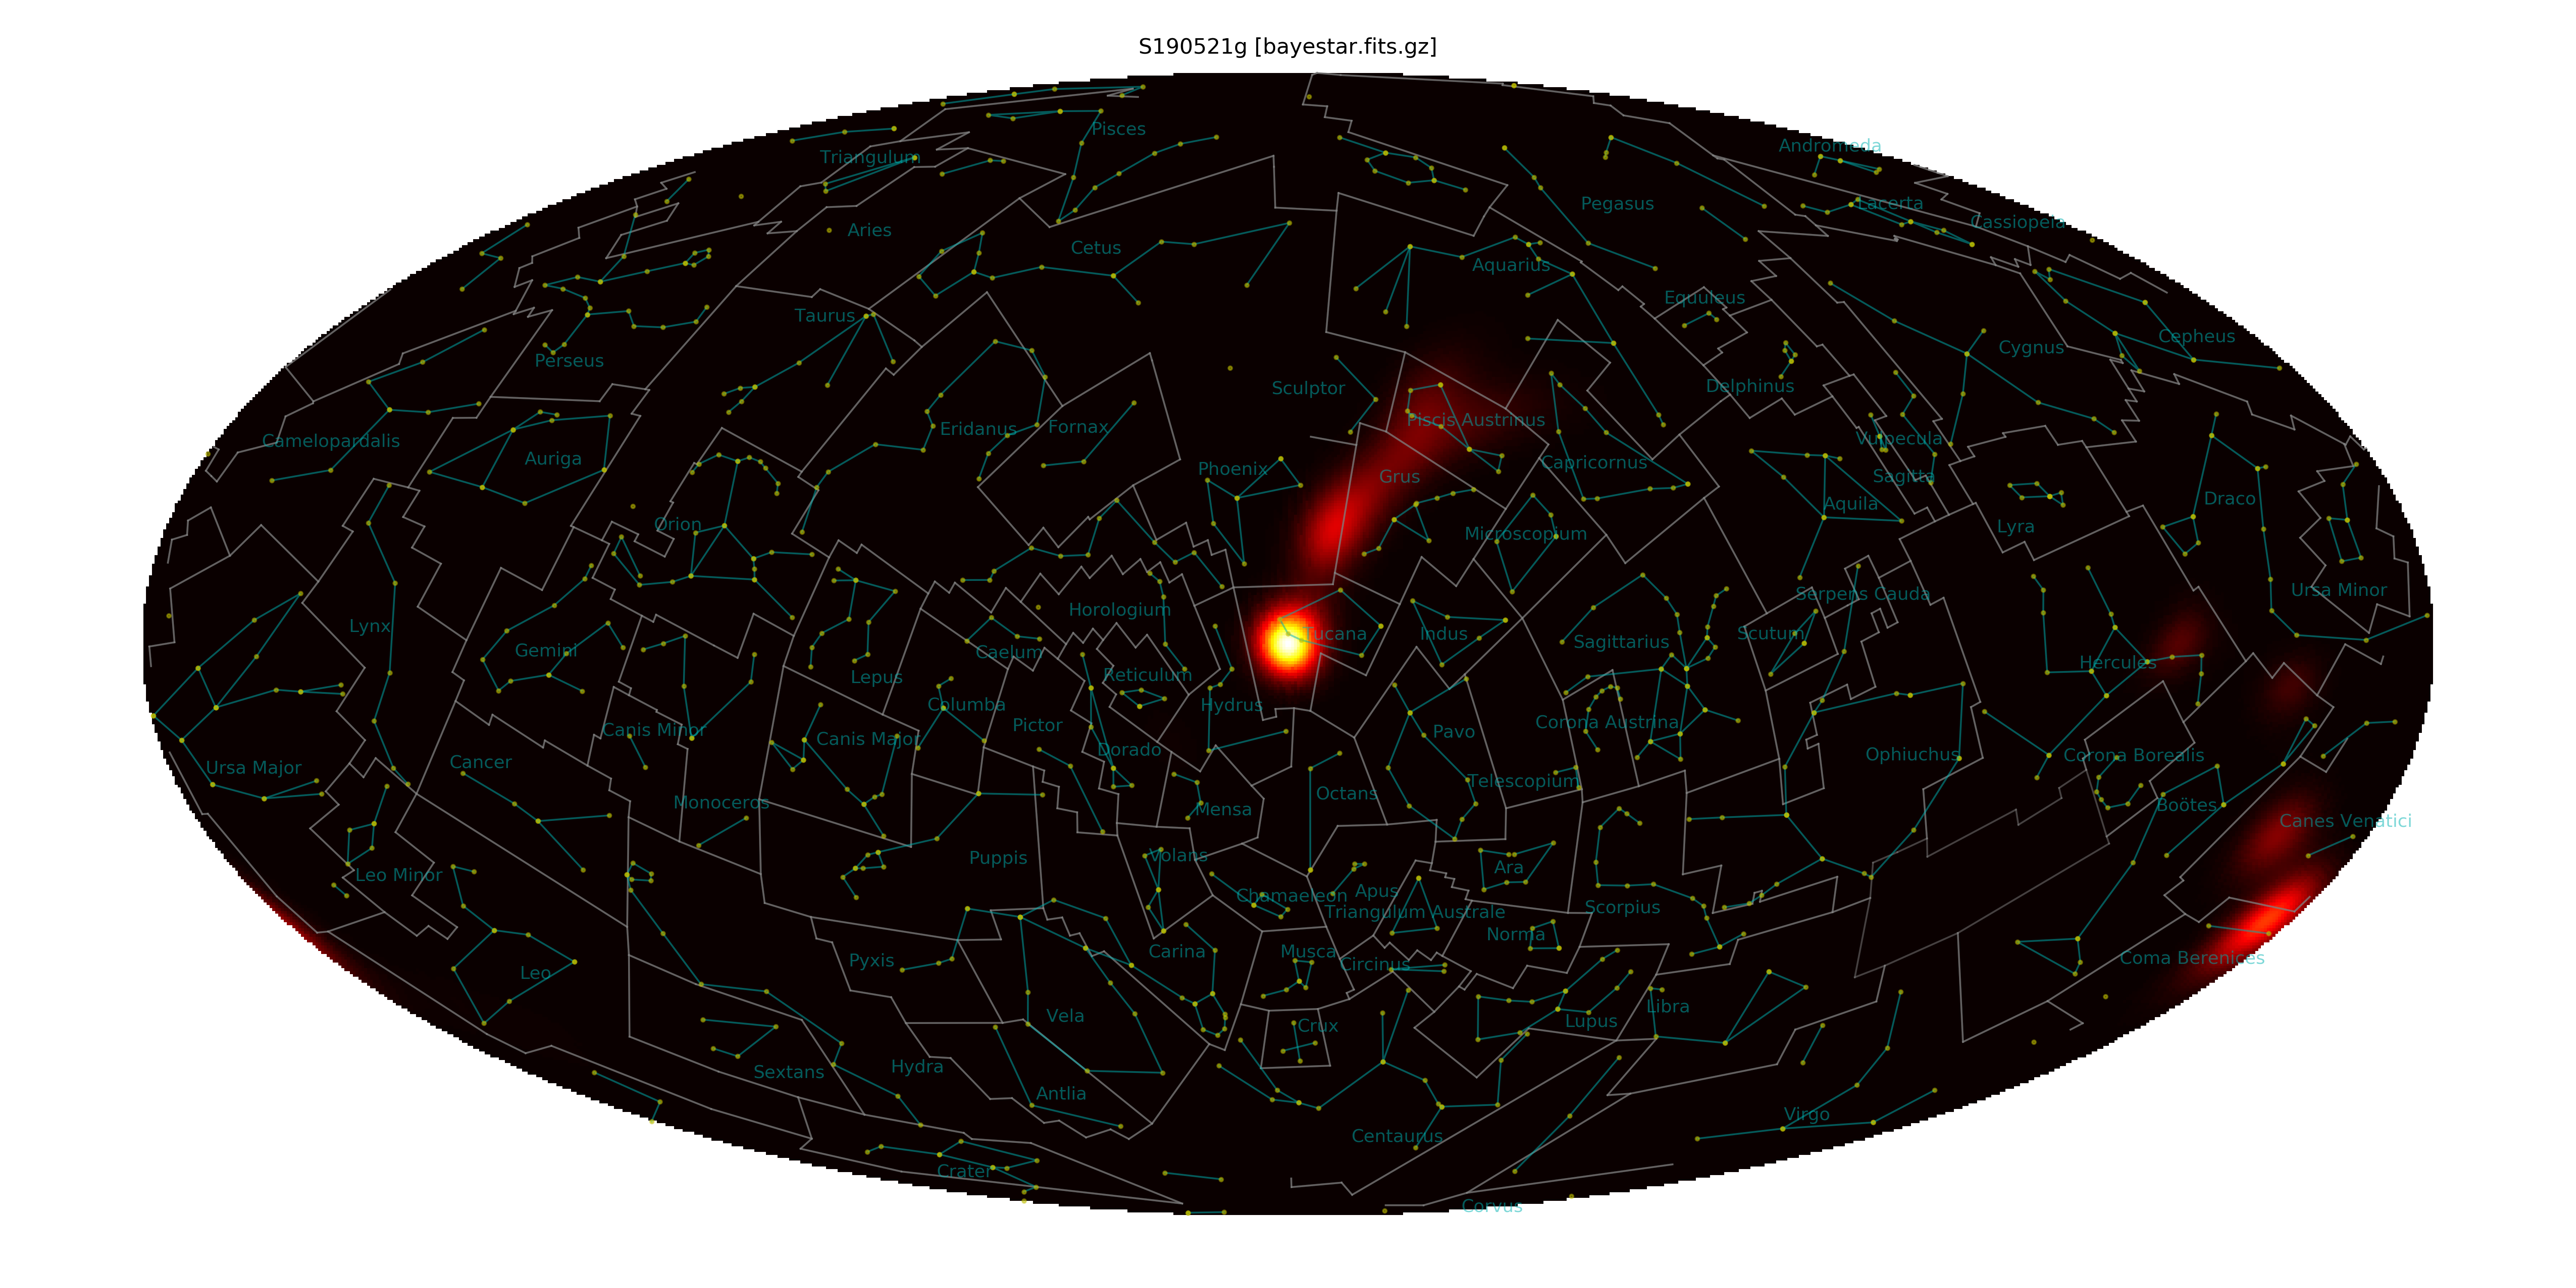 S190521g [bayestar.fits.gz]
Pisces
Andromeda
Triangulum
Pegasus
Lacerta
Cassiopeia
Aries
Cetus
Aquarius
Equuleus
Taurus
Cepheus
Cygnus
Perseus
Sculptor
Delphinus
Piscis Austrinus
Eridanus
Fornax
Camelopardalis
Vulpecula
Auriga
Capricornus
Phoenix
Grus
Sagitta
Draco
Aquila
Orion
Lyra
Microscopium
Ursa Minor
Serpens Cauda
Horologium
Lynx
Tucana
Indus
Scutum
Sagittarius
Gemini
Caelum
Hercules
Reticulum
Lepus
Columba
Hydrus
Corona Austrina
Pictor
Canis Minor
Pavo
Canis Major
Dorado
Ophiuchus
Corona Borealis
Cancer
Ursa Major
Telescopium
Octans
Monoceros
Boötes
Mensa
Canes Venatici
Volans
Puppis
Ara
Leo Minor
Apus
Chamaeleon
Scorpius
Triangulum Australe
Norma
Carina
Musca
Coma Berenices
Pyxis
Circinus
Leo
Libra
Vela
Lupus
Crux
Hydra
Sextans
Antlia
Virgo
Centaurus
Crater
Corvus